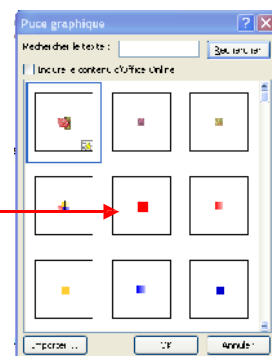 Puce graphique
Rechercher le texte :
Rechercher
Inclure le contenu d'Office Online
Importer ...
OK
Annuler